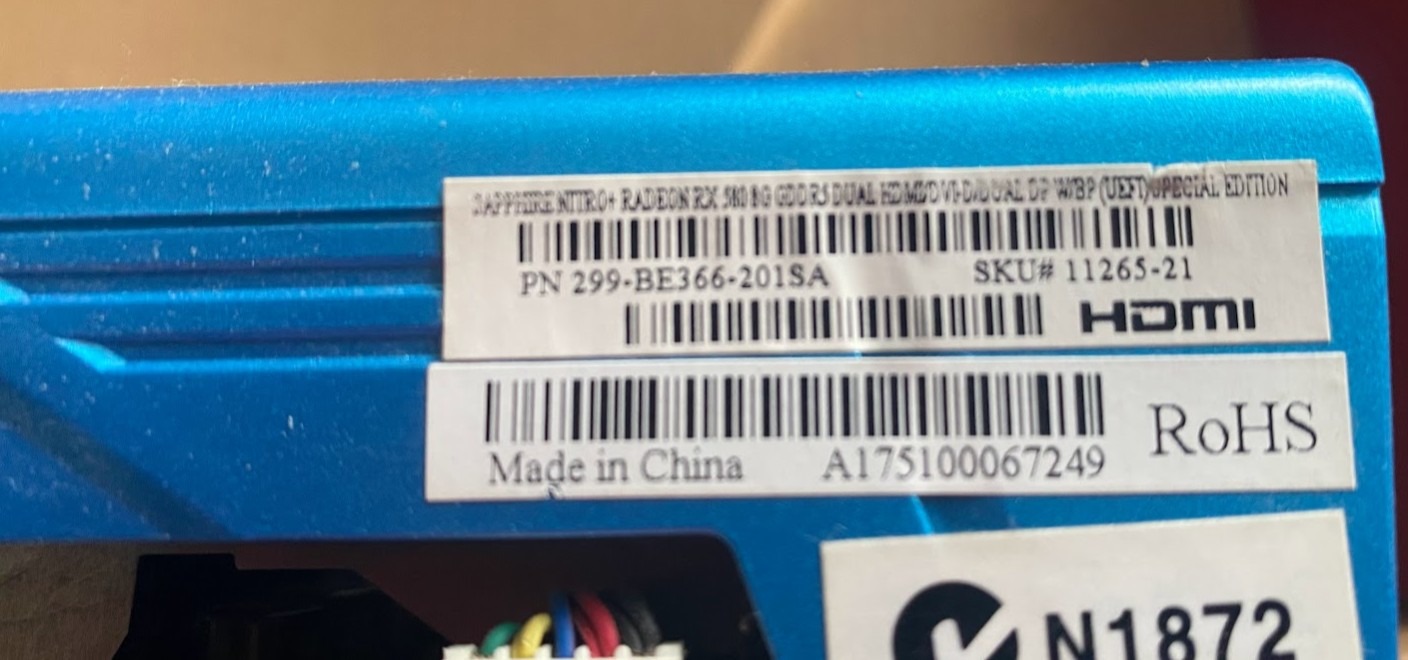 SAPPHIRE NITRO+ RADEON RX 580 8G GDDR5 DUAL HDMI/DVI-D/DUAL DP W/BP (UEFI)SPECIAL EDITION
PN 299-BE366-201SA SKU# 11265-21
HDMI
Made in China A175100067249
RoHS
N1872